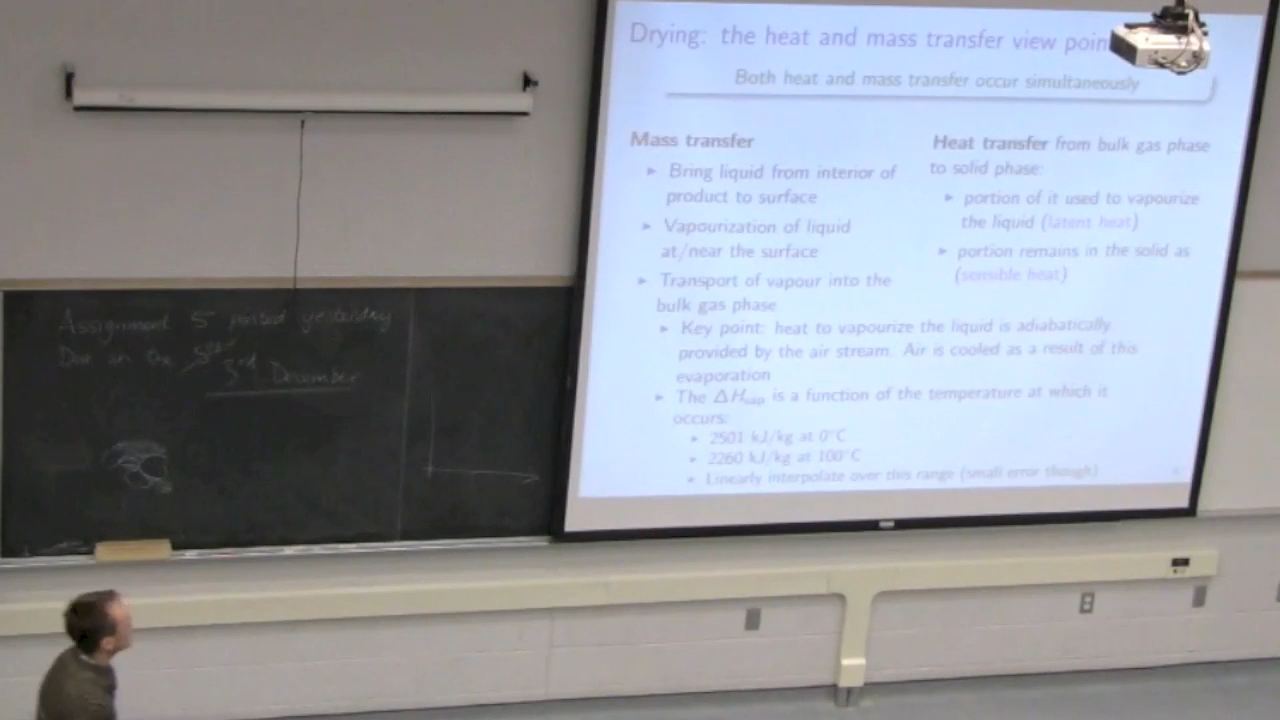 Assignment 5 posted yesterday
Due on the
3rd December
Drying: the heat and mass transfer view poin
Both heat and mass transfer occur simultaneously
Mass transfer
▸ Bring liquid from interior of
product to surface
▸ Vapourization of liquid
at/near the surface
▸ Transport of vapour into the
bulk gas phase
Heat transfer from bulk gas phase
to solid phase:
▸ portion of it used to vapourize
the liquid (latent heat)
▸ portion remains in the solid as
(sensible heat)
▸ Key point: heat to vapourize the liquid is adiabatically
provided by the air stream. Air is cooled as a result of this
evaporation
▸ The ΔHvap is a function of the temperature at which it
occurs:
▸ 2501 kJ/kg at 0°C
▸ 2260 kJ/kg at 100°C
▸ Linearly interpolate over this range (small error though)